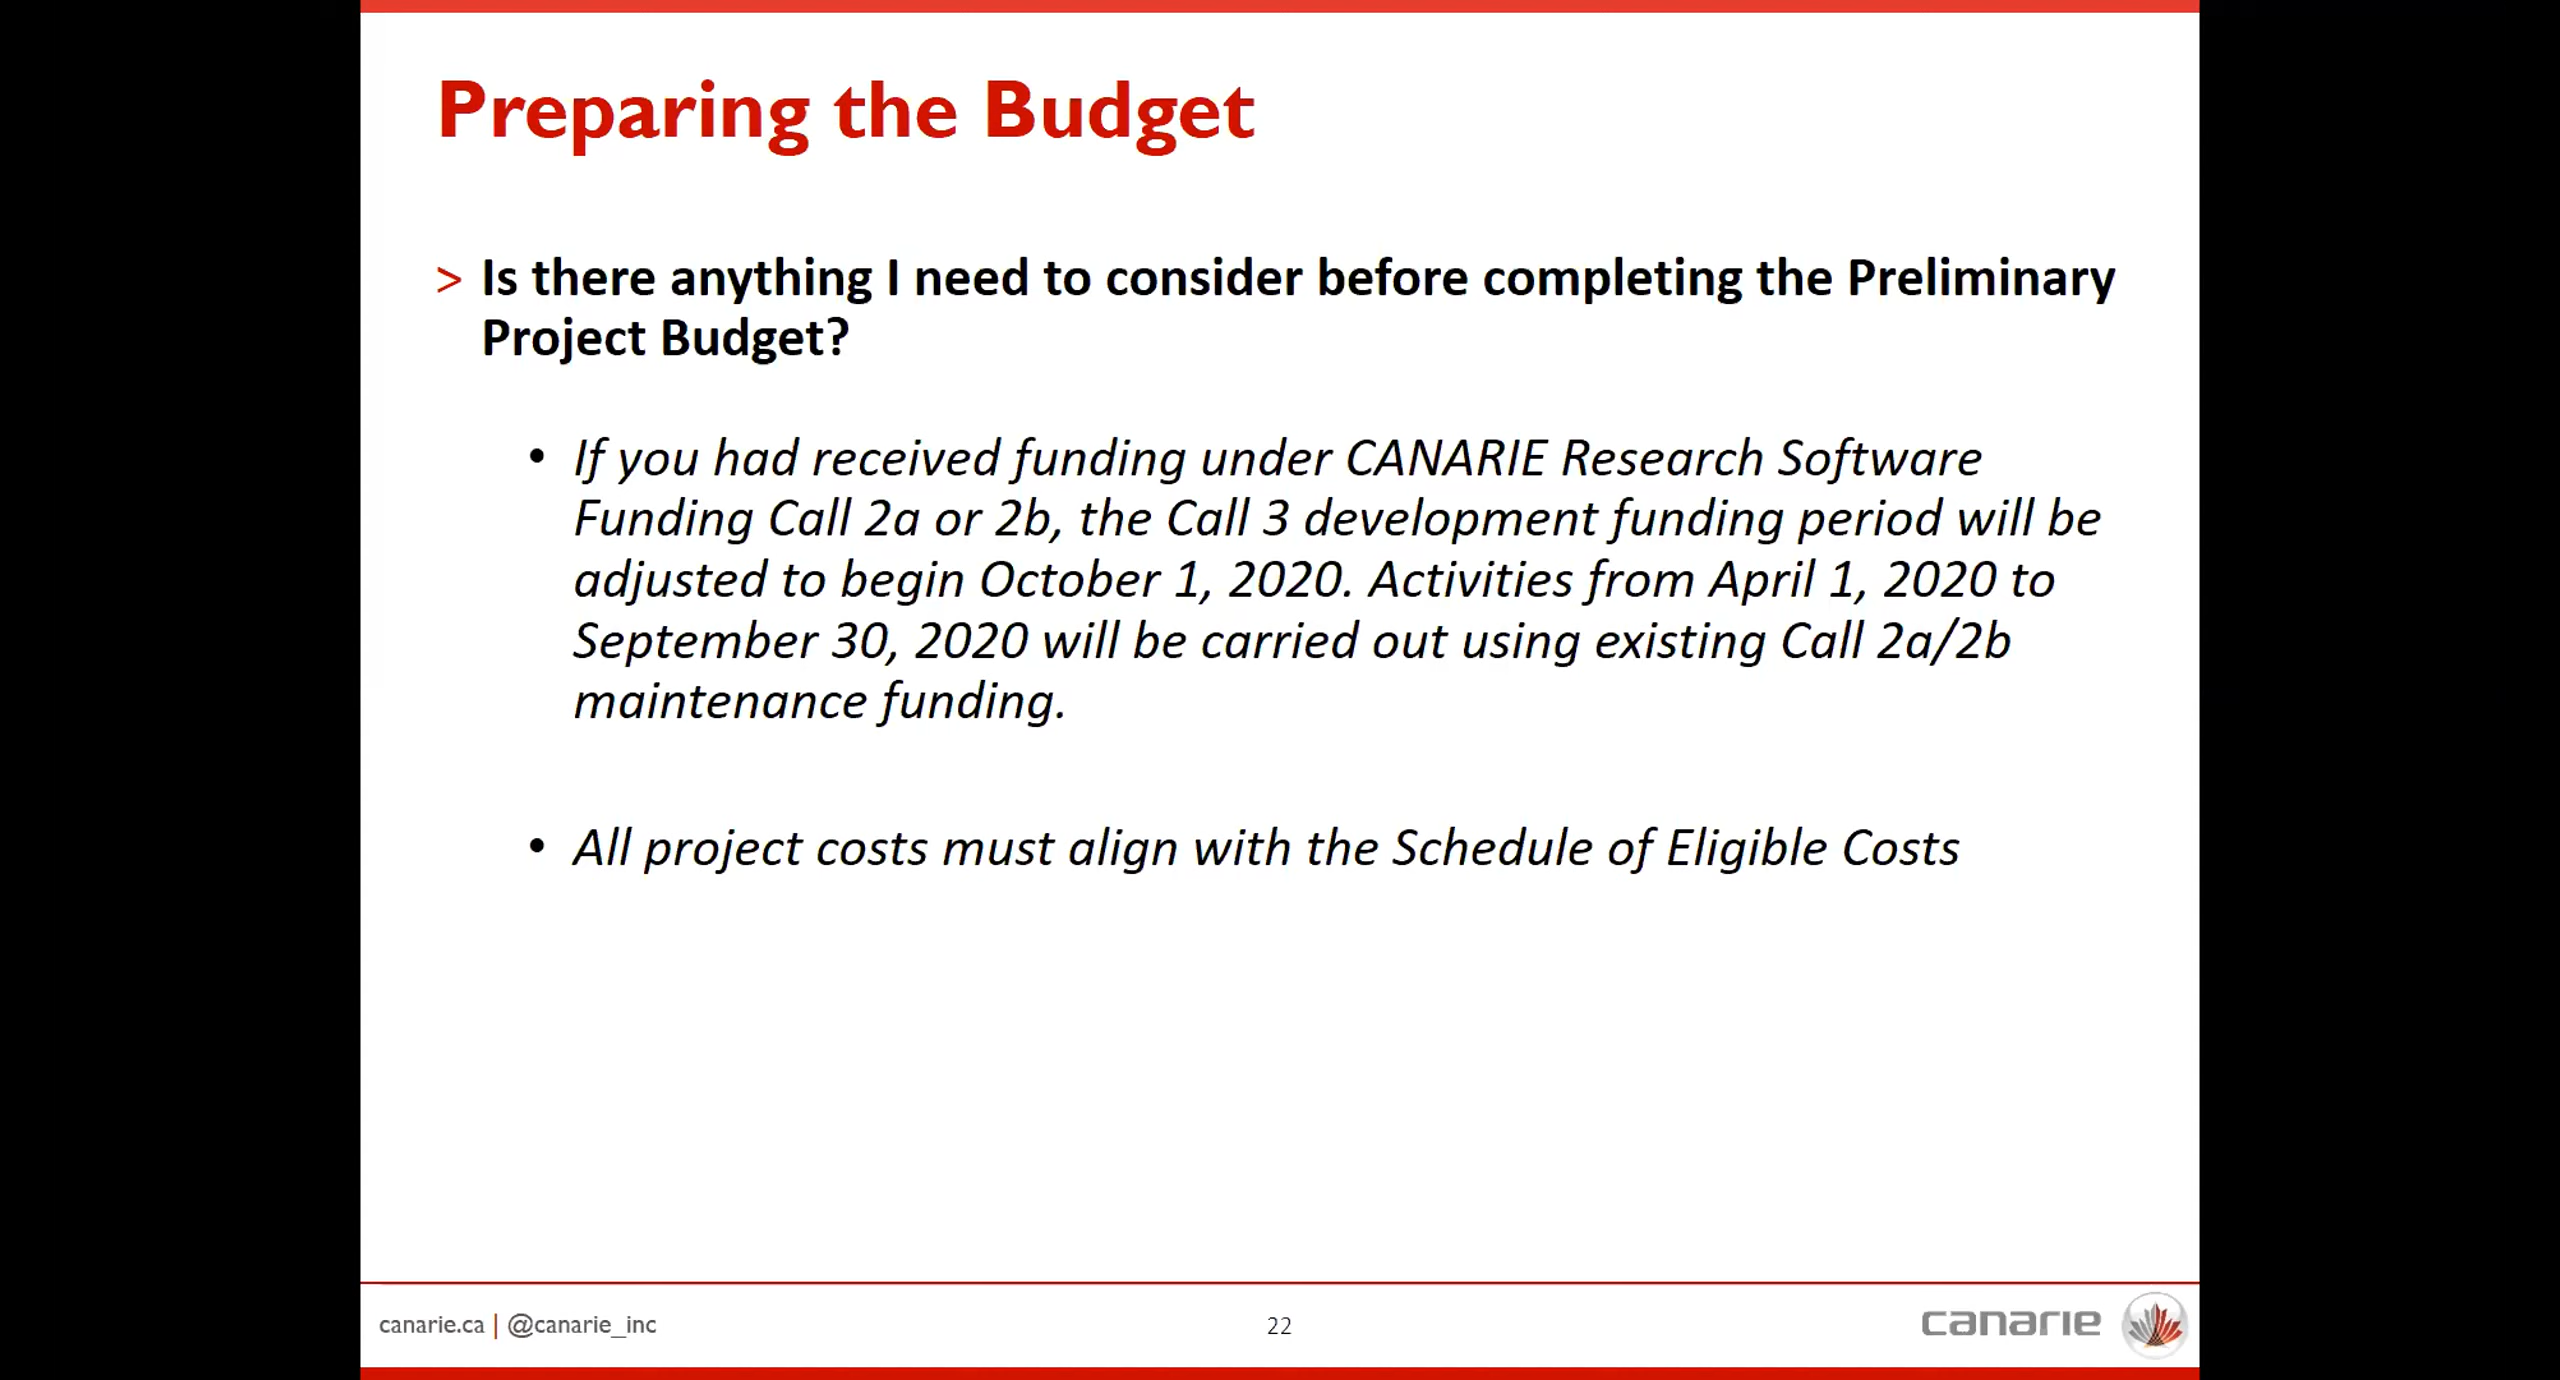 Preparing the Budget
> Is there anything I need to consider before completing the Preliminary
Project Budget?
• If you had received funding under CANARIE Research Software
Funding Call 2a or 2b, the Call 3 development funding period will be
adjusted to begin October 1, 2020. Activities from April 1, 2020 to
September 30, 2020 will be carried out using existing Call 2a/2b
maintenance funding.
• All project costs must align with the Schedule of Eligible Costs
canarie.ca | @canarie_inc
22
canarie